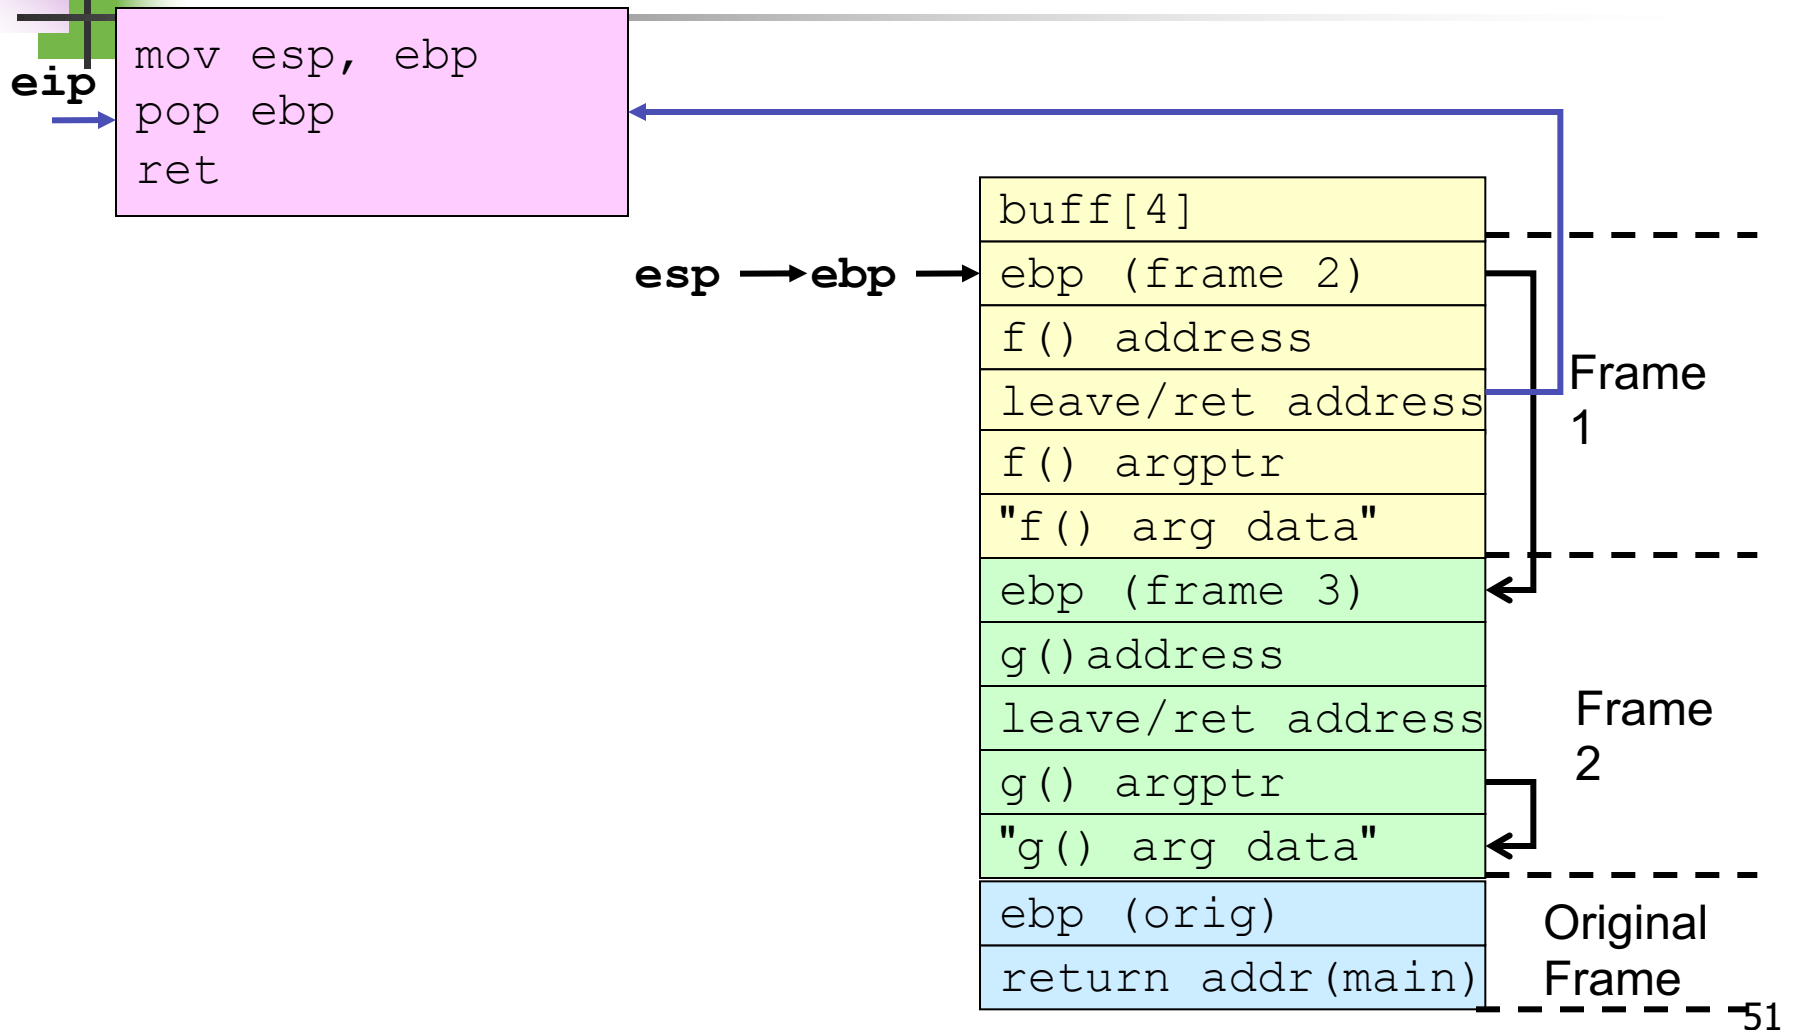 mov esp, ebp
eip
pop ebp
ret
buff[4]
esp
ebp
ebp (frame 2)
f() address
Frame
1
leave/ret address
f() argptr
"f() arg data"
ebp (frame 3)
g()address
leave/ret address
Frame
2
g() argptr
"g() arg data"
ebp (orig)
Original
Frame
return addr(main)
51